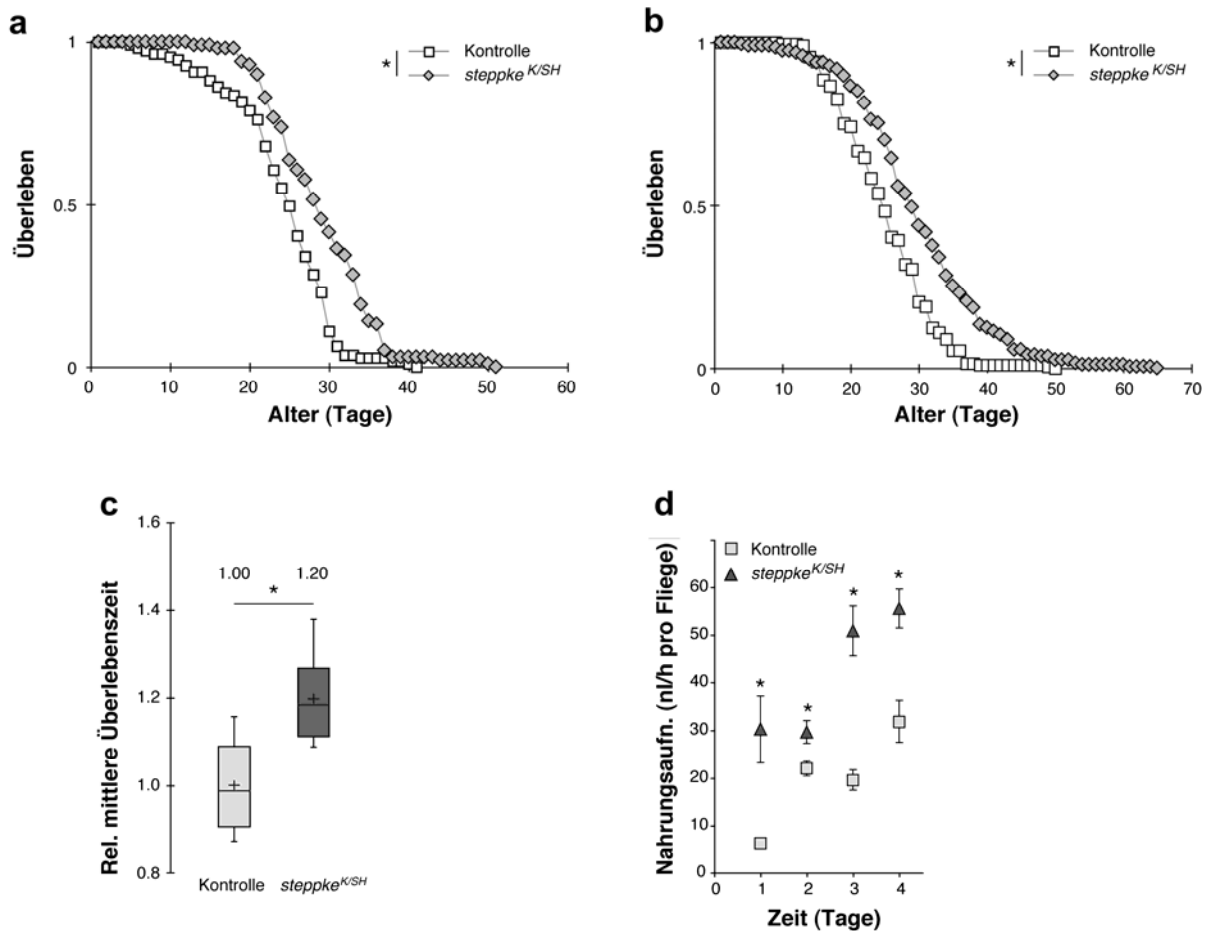 a
1
0.5
0
Überleben
*
Kontrolle
steppke K/SH
0 10 20 30 40 50 60
Alter (Tage)
b
1
0.5
0
Überleben
*
Kontrolle
steppke K/SH
0 10 20 30 40 50 60 70
Alter (Tage)
c
Rel. mittlere Überlebenszeit
1.6
1.4
1.2
1.0
0.8
1.00 * 1.20
Kontrolle steppkeK/SH
d
Nahrungsaufn. (nl/h pro Fliege)
Kontrolle
steppkeK/SH
60
50
40
30
20
10
0
* * * *
0 1 2 3 4
Zeit (Tage)